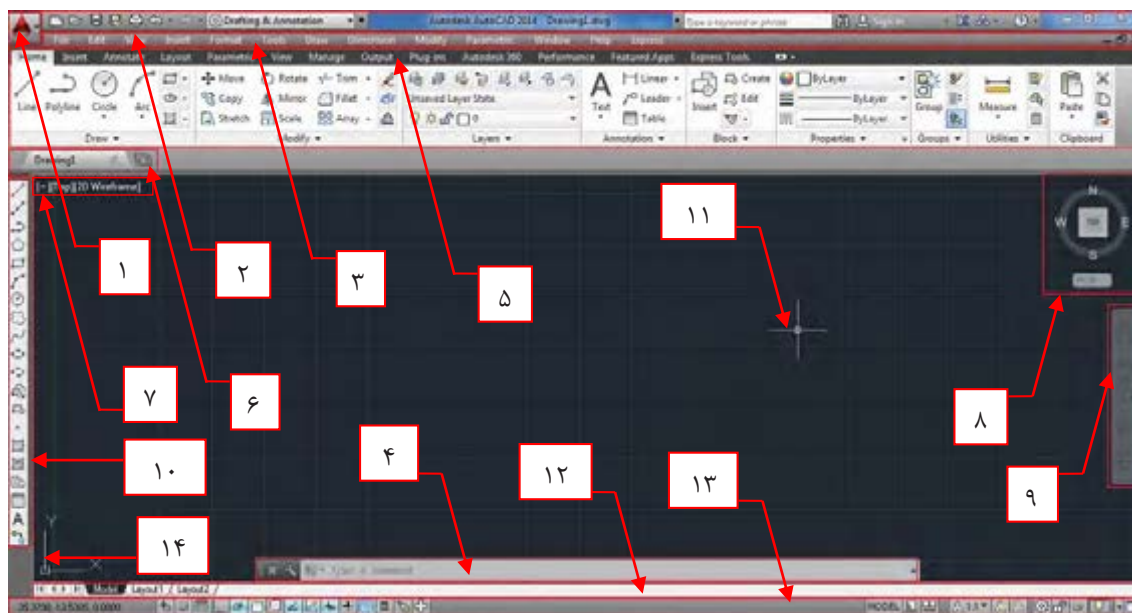 Drafting & Annotation Autodesk AutoCAD 2014 Drawing1.dwg Type a keyword or phrase Sign In
File Edit View Insert Format Tools Draw Dimension Modify Parametric Window Help Express
Home Insert Annotate Layout Parametric View Manage Output Plug-ins Autodesk 360 Performance Featured Apps Express Tools
Line Polyline Circle Arc
Move Rotate Trim
Copy Mirror Fillet
Stretch Scale Array
Unsaved Layer State
0
Text
Linear
Leader
Table
Insert
Create
Edit
ByLayer
ByLayer
ByLayer
Group
Measure
Paste
Draw Modify Layers Annotation Block Properties Groups Utilities Clipboard
Drawing1
[-][Top][2D Wireframe]
N
W TOP E
S
۱۱
۱
۲
۳
۵
۷
۶
۸
۴
۱۰
۱۲
۱۳
۹
A
۱۴
Y
X
Type a command
Model Layout1 Layout2
MODEL